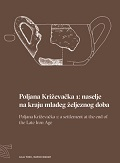 Poljana Križevačka 1: naselje
na kraju mlađeg željeznog doba
Poljana Križevačka 1: a settlement at the end of
the Late Iron Age